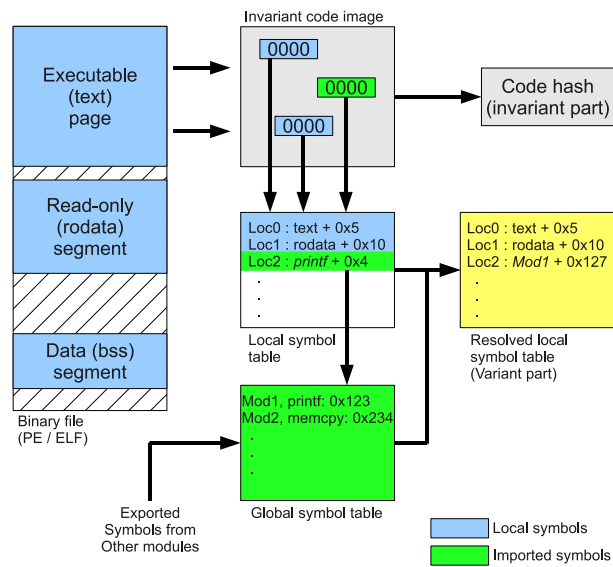 Invariant code image
Executable
(text)
page
0000
0000
0000
Code hash
(invariant part)
Read-only
(rodata)
segment
Loc0 : text + 0x5
Loc1 : rodata + 0x10
Loc2 : printf + 0x4
.
.
.
Loc0 : text + 0x5
Loc1 : rodata + 0x10
Loc2 : Mod1 + 0x127
.
.
.
Data (bss)
segment
Local symbol
table
Resolved local
symbol table
(Variant part)
Binary file
(PE / ELF)
Mod1, printf: 0x123
Mod2, memcpy: 0x234
.
.
.
Exported
Symbols from
Other modules
Global symbol table
Local symbols
Imported symbols